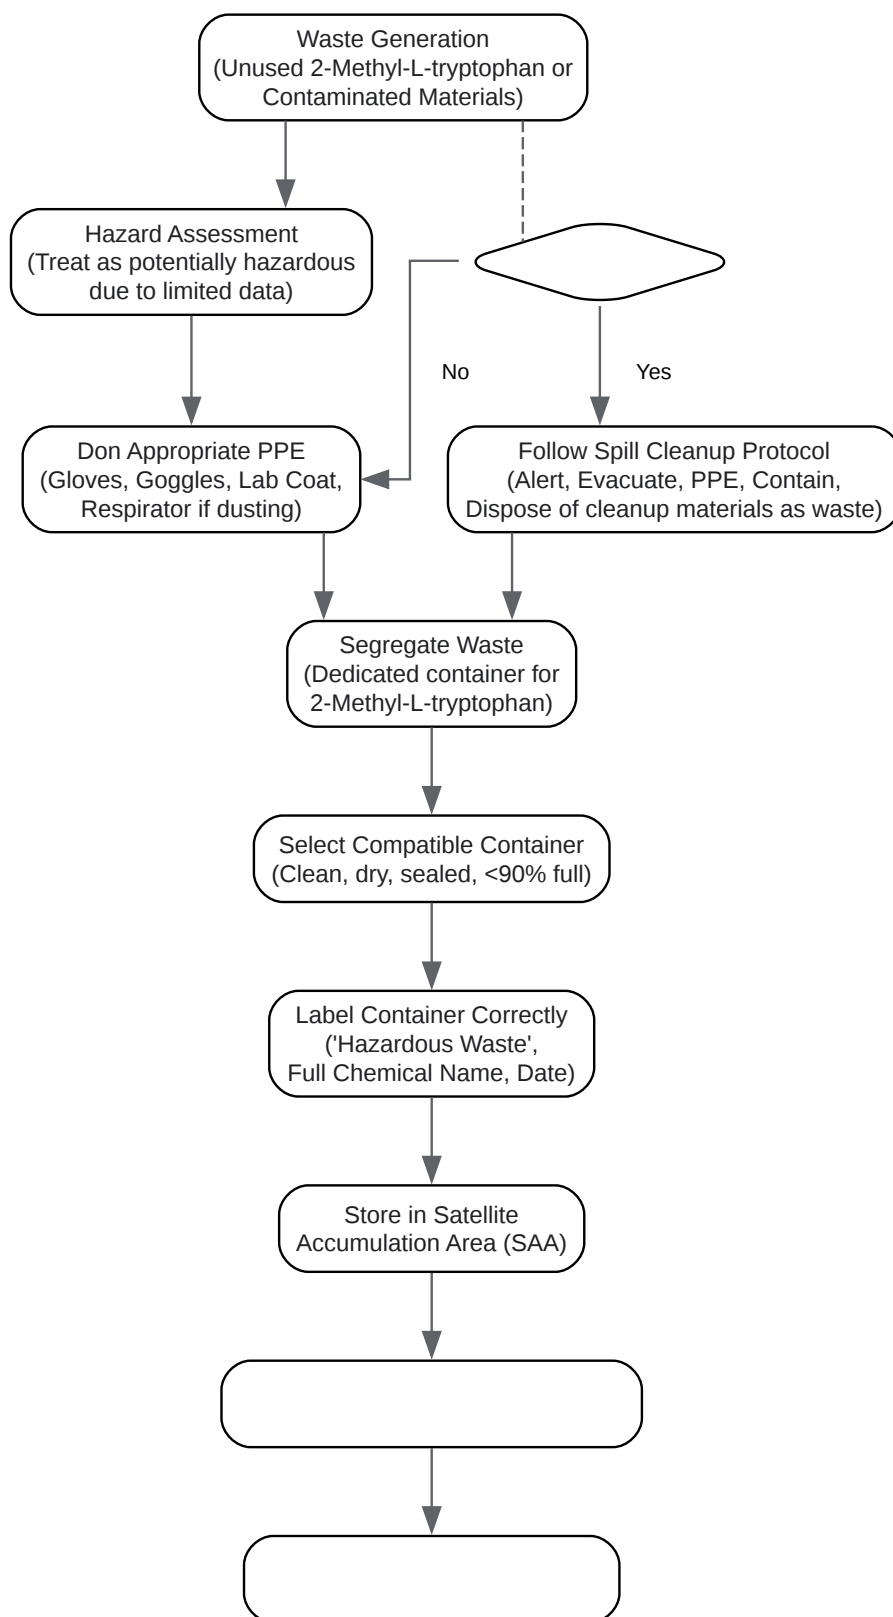 Waste Generation
(Unused 2-Methyl-L-tryptophan or
Contaminated Materials)
Hazard Assessment
(Treat as potentially hazardous
due to limited data)
No
Yes
Don Appropriate PPE
(Gloves, Goggles, Lab Coat,
Respirator if dusting)
Follow Spill Cleanup Protocol
(Alert, Evacuate, PPE, Contain,
Dispose of cleanup materials as waste)
Segregate Waste
(Dedicated container for
2-Methyl-L-tryptophan)
Select Compatible Container
(Clean, dry, sealed, <90% full)
Label Container Correctly
('Hazardous Waste',
Full Chemical Name, Date)
Store in Satellite
Accumulation Area (SAA)